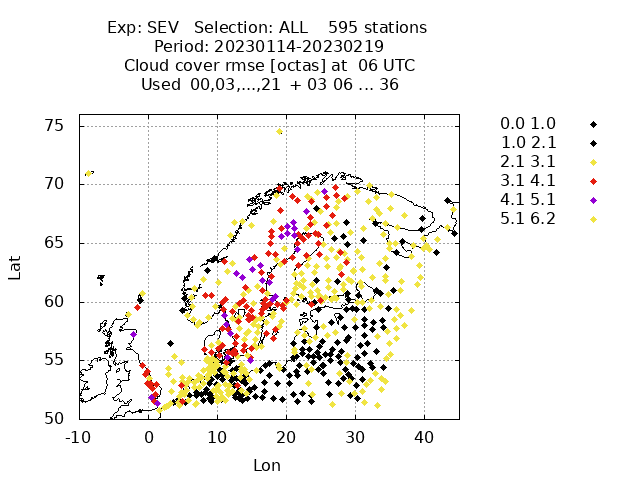 Exp: SEV Selection: ALL 595 stations
Period: 20230114-20230219
Cloud cover rmse [octas] at 06 UTC
Used 00,03,...,21 + 03 06 ... 36
75
70
65
60
55
50
-10 0 10 20 30 40
Lat
Lon
0.0 1.0
1.0 2.1
2.1 3.1
3.1 4.1
4.1 5.1
5.1 6.2